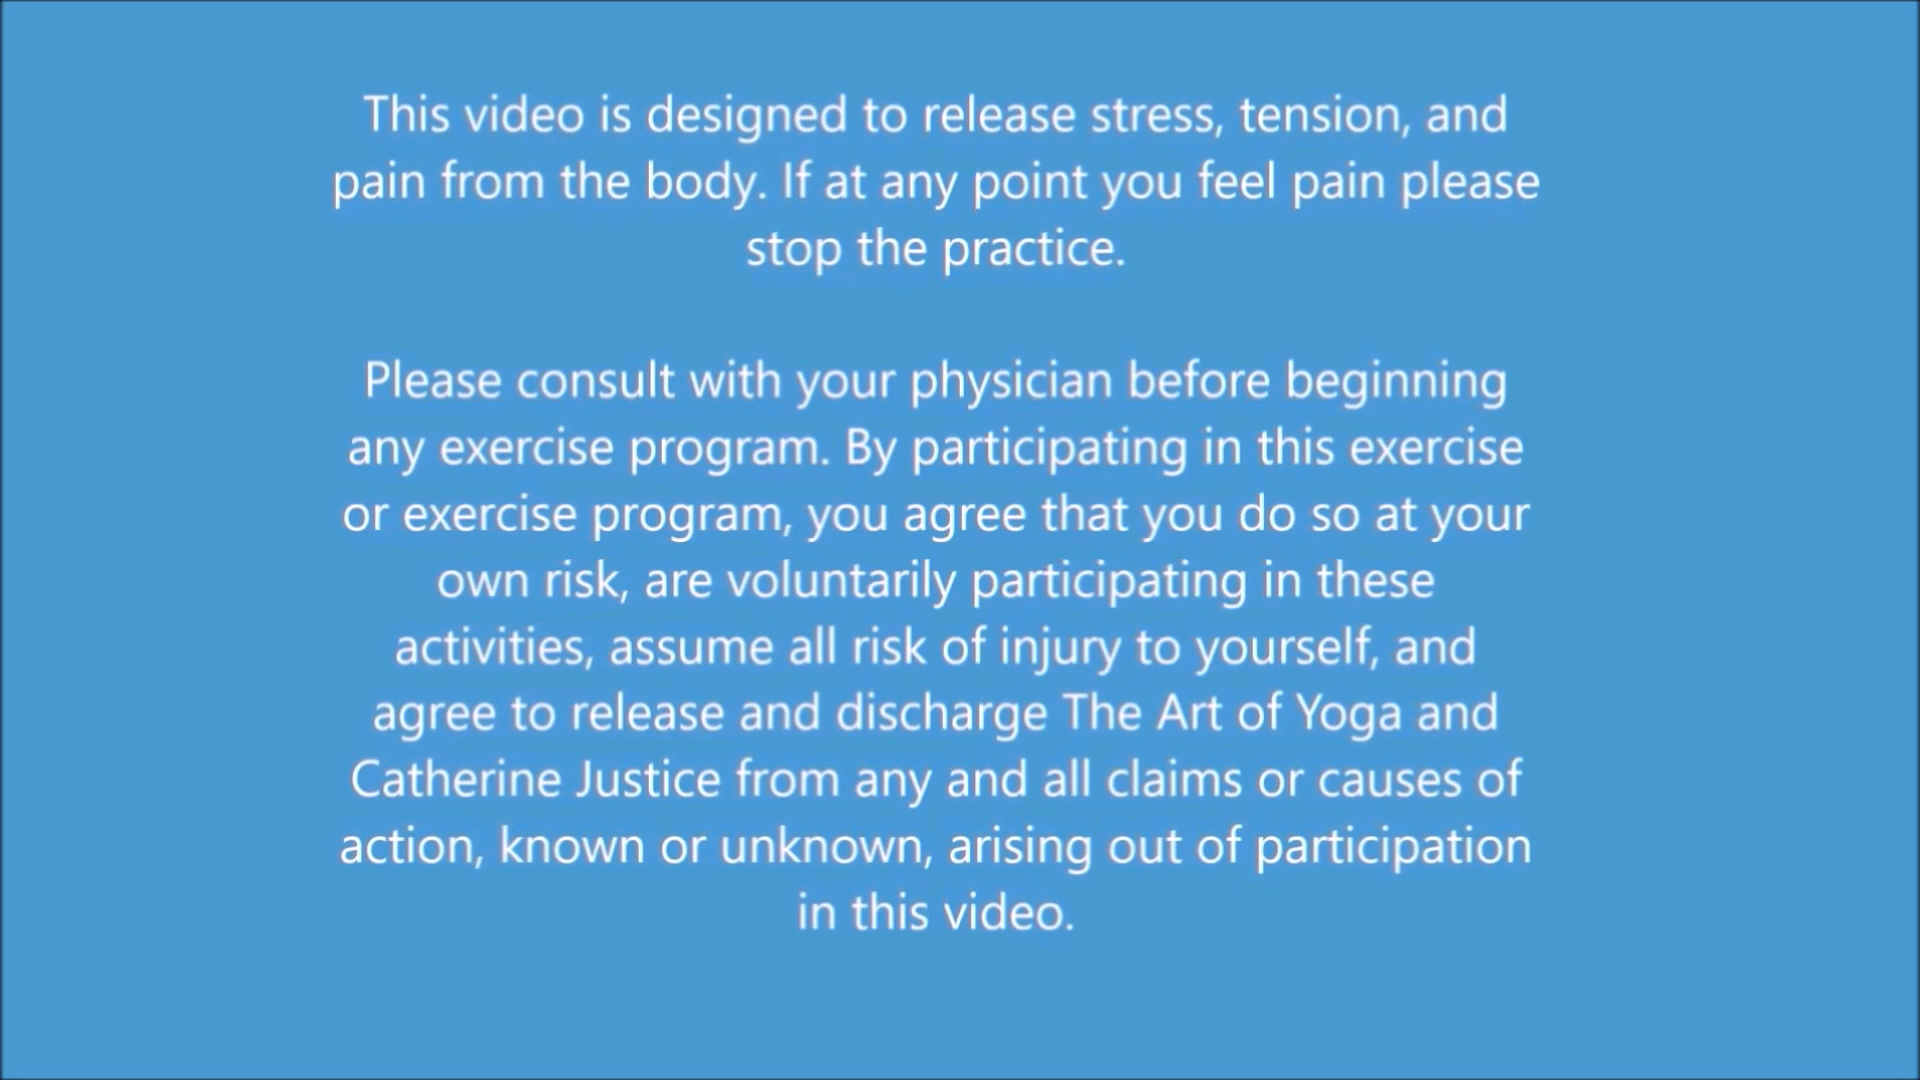 This video is designed to release stress, tension, and
pain from the body. If at any point you feel pain please
stop the practice.
Please consult with your physician before beginning
any exercise program. By participating in this exercise
or exercise program, you agree that you do so at your
own risk, are voluntarily participating in these
activities, assume all risk of injury to yourself, and
agree to release and discharge The Art of Yoga and
Catherine Justice from any and all claims or causes of
action, known or unknown, arising out of participation
in this video.